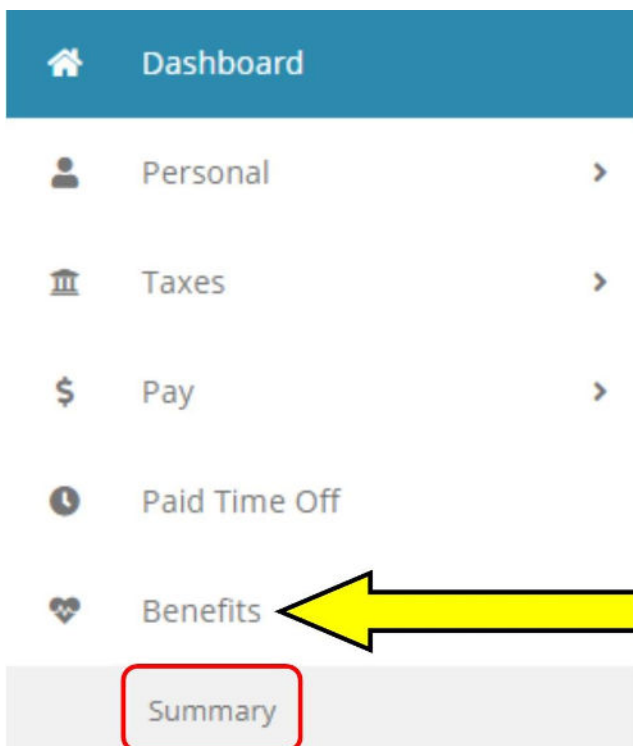 Dashboard
Personal
Taxes
$ Pay
Paid Time Off
Benefits
Summary